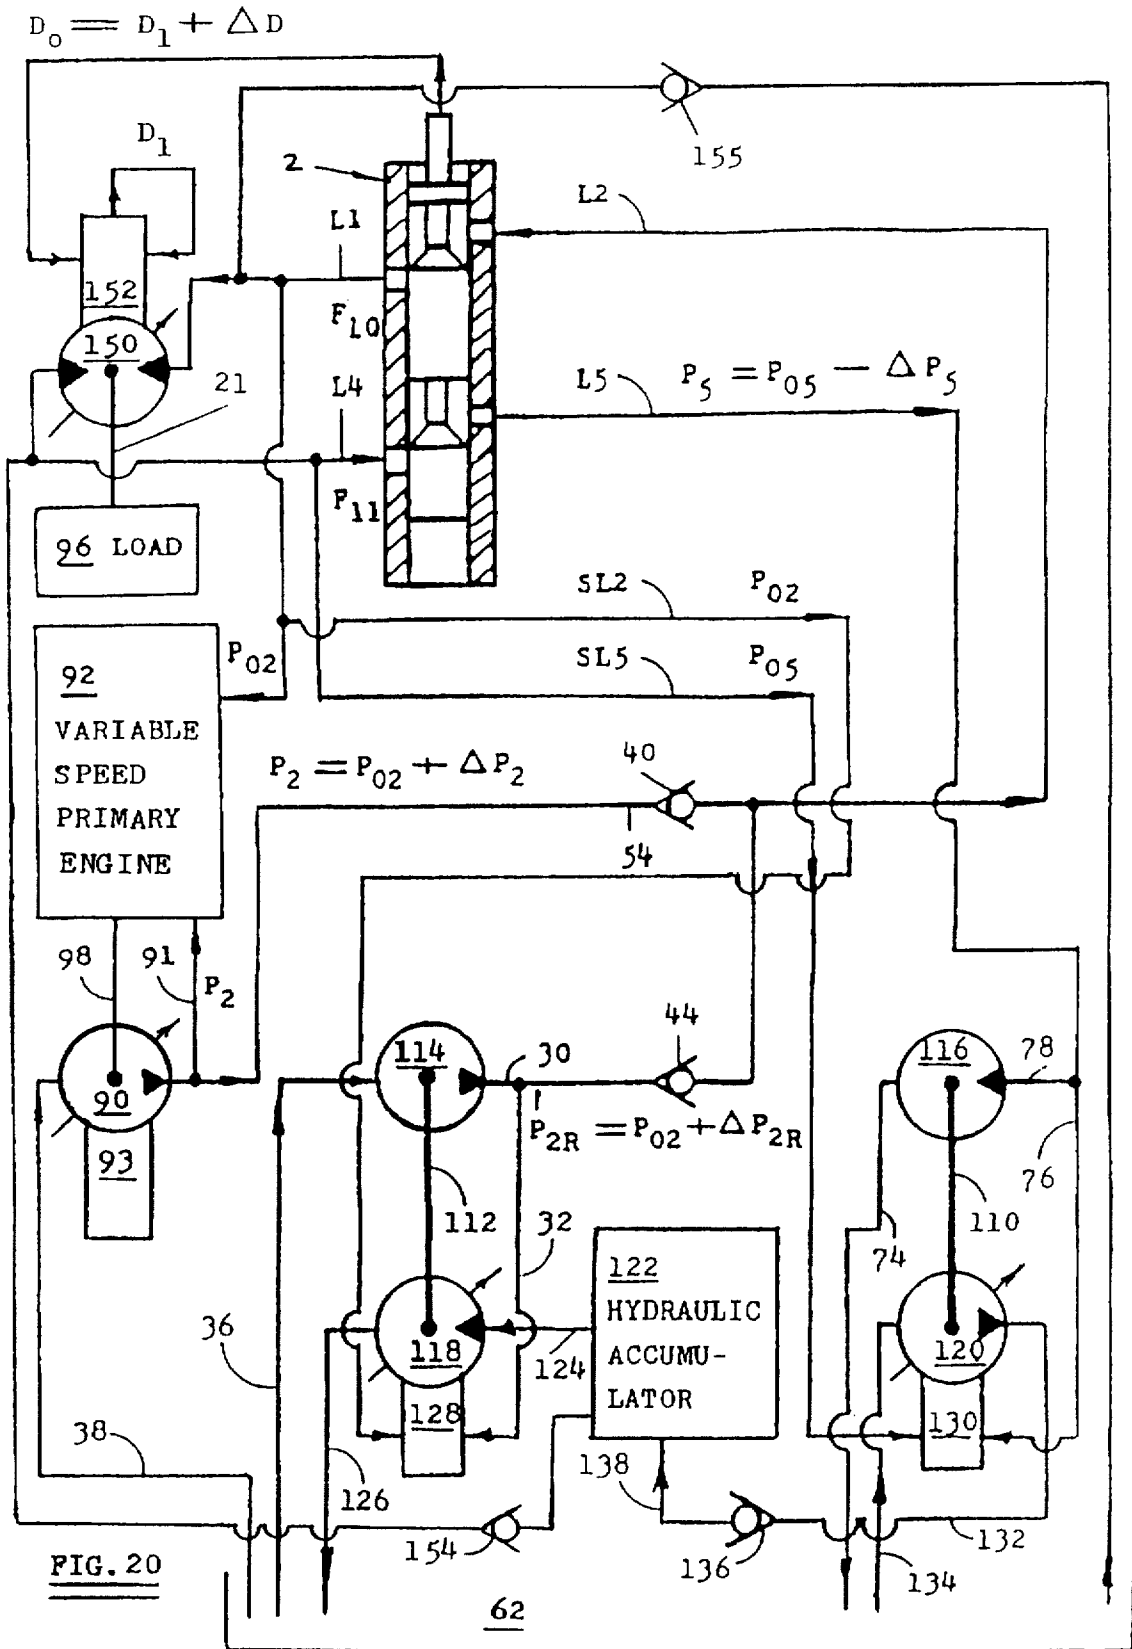 D₀ = D₁ + ΔD
D₁
155
2
L2
L1
152
F₁₀
150
21
L4
L5
P₅ = P₀₅ − ΔP₅
F₁₁
96 LOAD
SL2
P₀₂
P₀₂
92
VARIABLE
SPEED
PRIMARY
ENGINE
SL5
P₀₅
P₂ = P₀₂ + ΔP₂
40
54
98
91
P₂
44
114
30
116
78
90
P₂R = P₀₂ + ΔP₂R
93
76
112
32
110
74
122
HYDRAULIC
ACCUMU-
LATOR
36
118
124
120
128
130
38
126
138
154
136
132
134
FIG.20
62